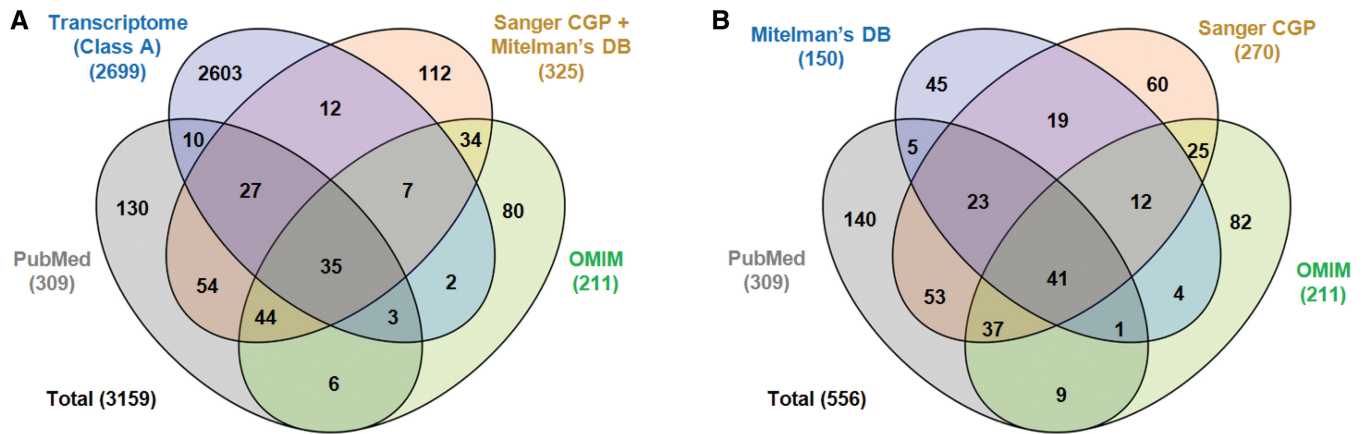 A
Transcriptome
(Class A)
(2699)
Sanger CGP +
Mitelman's DB
(325)
2603
112
12
10
34
27
7
130
80
PubMed
(309)
35
OMIM
(211)
54
2
44
3
6
Total (3159)
B
Mitelman's DB
(150)
Sanger CGP
(270)
45
60
19
5
25
23
12
140
82
PubMed
(309)
41
OMIM
(211)
53
4
37
1
9
Total (556)